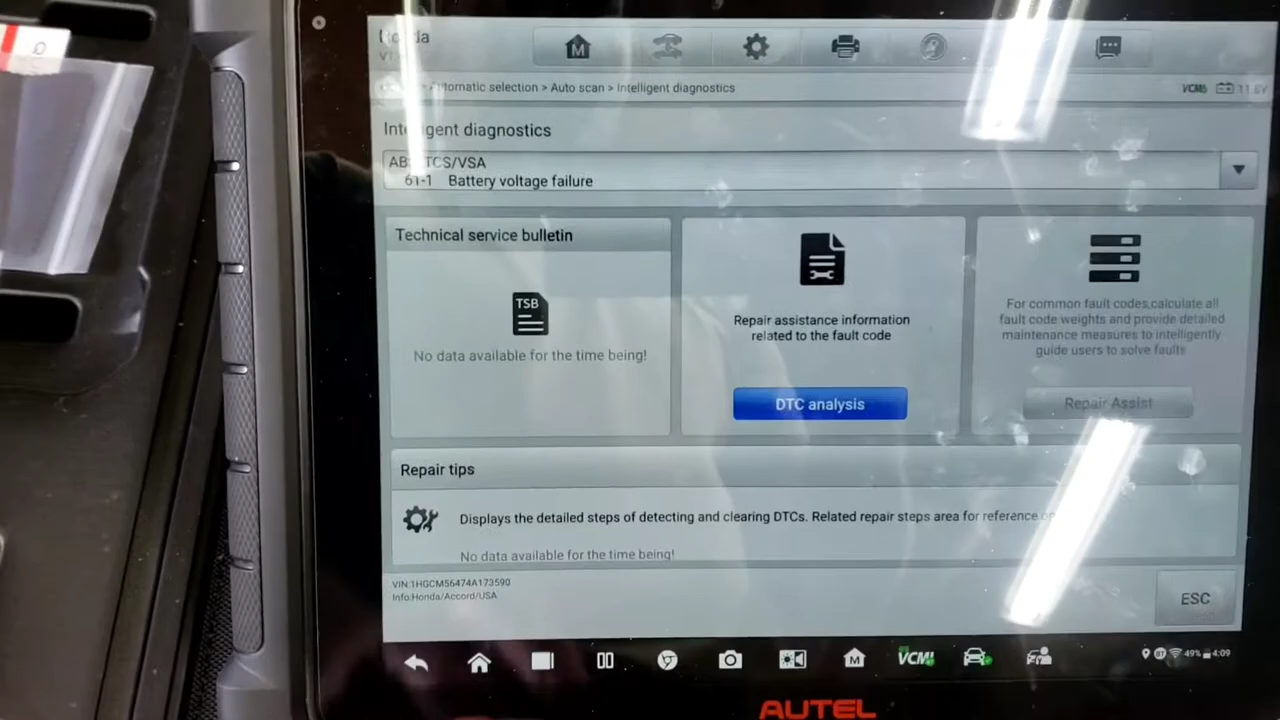 Honda
Automatic selection > Auto scan > Intelligent diagnostics
VCMI
Intelligent diagnostics
ABS/TCS/VSA
61-1 Battery voltage failure
Technical service bulletin
TSB
No data available for the time being!
Repair assistance information
related to the fault code
DTC analysis
For common fault codes,calculate all
fault code weights and provide detailed
maintenance measures to intelligently
guide users to solve faults
Repair Assist
Repair tips
Displays the detailed steps of detecting and clearing DTCs. Related repair steps area for reference
No data available for the time being!
VIN:1HGCM56474A173590
Info:Honda/Accord/USA
ESC
VCMI
49% 4:09
AUTEL